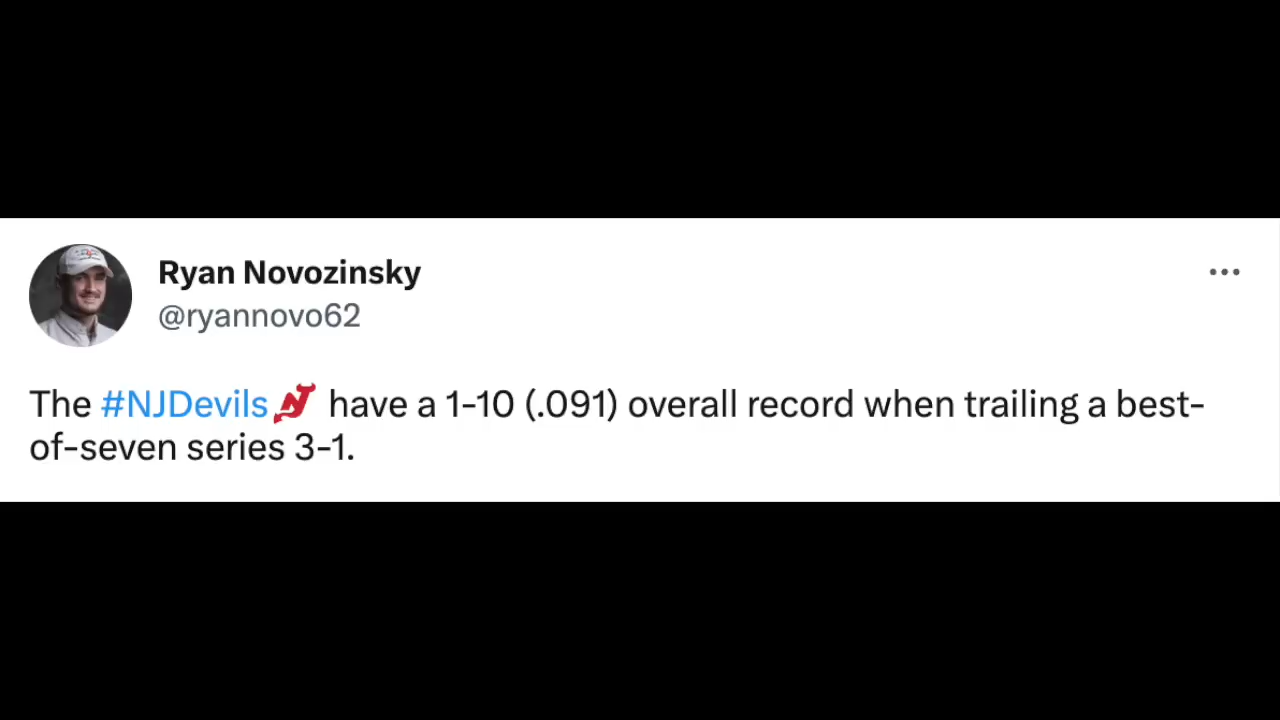 Ryan Novozinsky
@ryannovo62
The #NJDevils have a 1-10 (.091) overall record when trailing a best-
of-seven series 3-1.